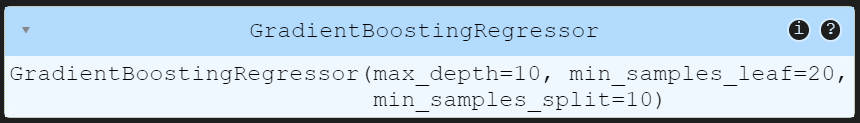 GradientBoostingRegressor i ?
GradientBoostingRegressor(max_depth=10, min_samples_leaf=20,
min_samples_split=10)